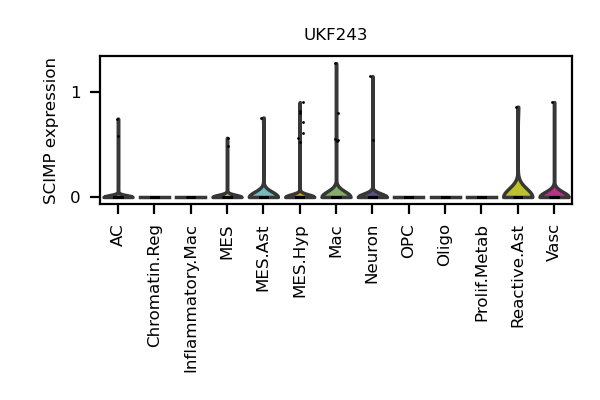 UKF243
SCIMP expression
1
0
AC
Chromatin.Reg
Inflammatory.Mac
MES
MES.Ast
MES.Hyp
Mac
Neuron
OPC
Oligo
Prolif.Metab
Reactive.Ast
Vasc